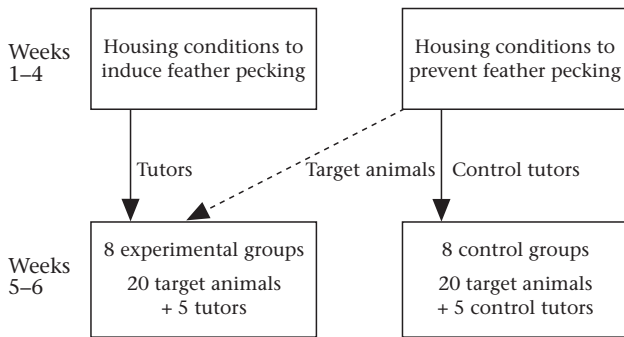 Weeks
1–4
Housing conditions to
induce feather pecking
Housing conditions to
prevent feather pecking
Tutors
Target animals
Control tutors
Weeks
5–6
8 experimental groups
20 target animals
+ 5 tutors
8 control groups
20 target animals
+ 5 control tutors